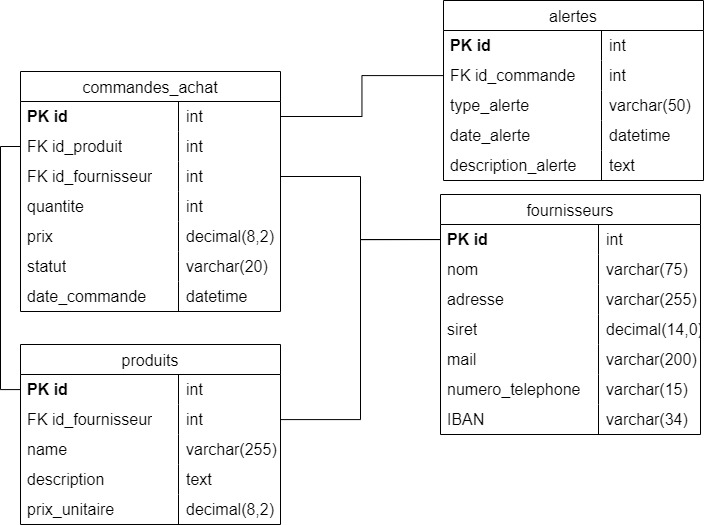 alertes
PK id int
FK id_commande int
type_alerte varchar(50)
date_alerte datetime
description_alerte text
commandes_achat
PK id int
FK id_produit int
FK id_fournisseur int
quantite int
prix decimal(8,2)
statut varchar(20)
date_commande datetime
fournisseurs
PK id int
nom varchar(75)
adresse varchar(255)
siret decimal(14,0)
mail varchar(200)
numero_telephone varchar(15)
IBAN varchar(34)
produits
PK id int
FK id_fournisseur int
name varchar(255)
description text
prix_unitaire decimal(8,2)